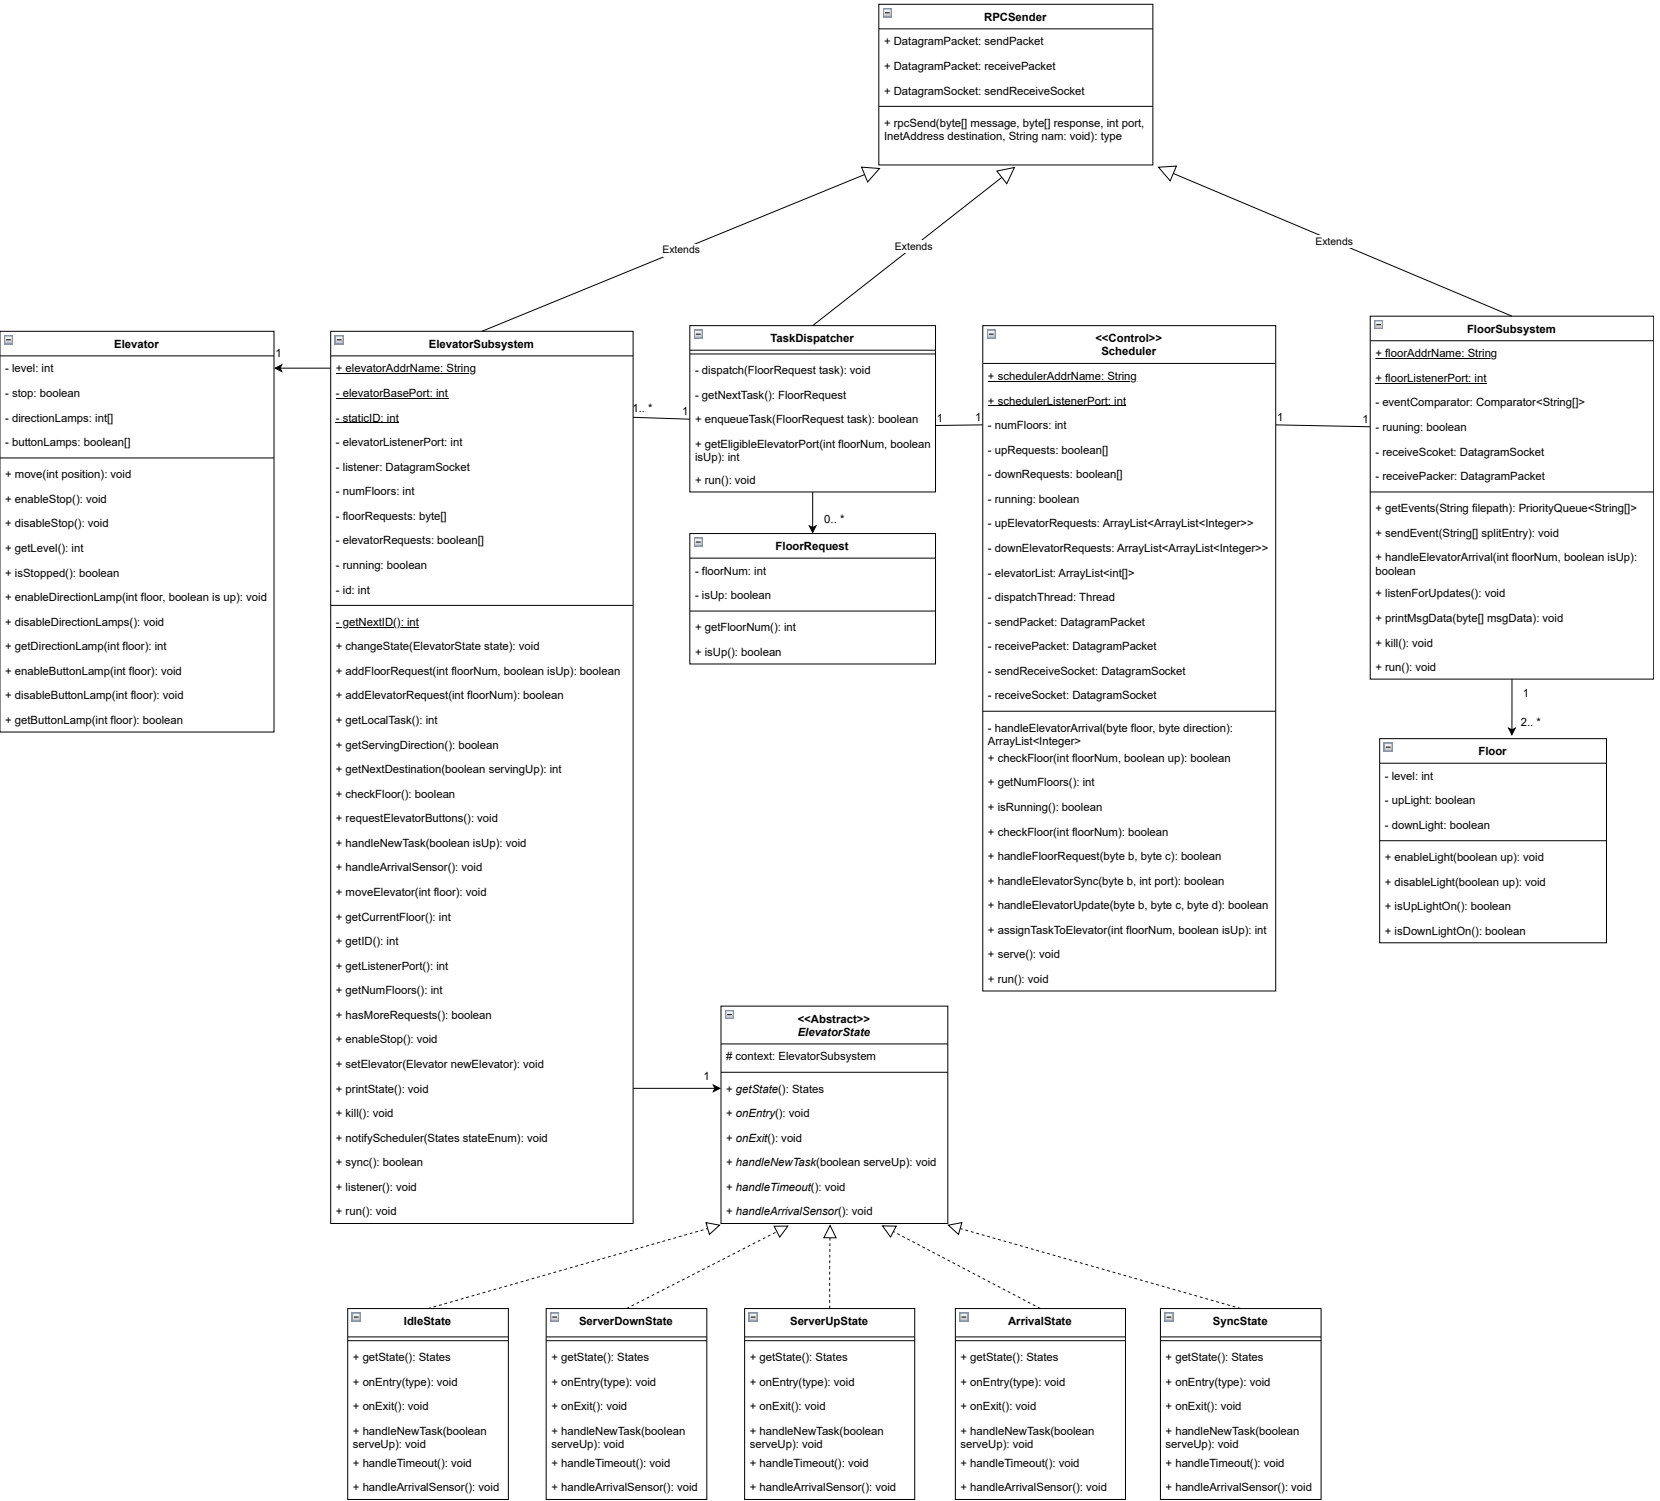 RPCSender
+ DatagramPacket: sendPacket
+ DatagramPacket: receivePacket
+ DatagramSocket: sendReceiveSocket
+ rpcSend(byte[] message, byte[] response, int port,
InetAddress destination, String nam: void): type
Extends
Extends
Extends
Elevator
- level: int
- stop: boolean
- directionLamps: int[]
- buttonLamps: boolean[]
+ move(int position): void
+ enableStop(): void
+ disableStop(): void
+ getLevel(): int
+ isStopped(): boolean
+ enableDirectionLamp(int floor, boolean is up): void
+ disableDirectionLamps(): void
+ getDirectionLamp(int floor): int
+ enableButtonLamp(int floor): void
+ disableButtonLamp(int floor): void
+ getButtonLamp(int floor): boolean
1
ElevatorSubsystem
+ elevatorAddrName: String
- elevatorBasePort: int
- staticID: int
- elevatorListenerPort: int
- listener: DatagramSocket
- numFloors: int
- floorRequests: byte[]
- elevatorRequests: boolean[]
- running: boolean
- id: int
- getNextID(): int
+ changeState(ElevatorState state): void
+ addFloorRequest(int floorNum, boolean isUp): boolean
+ addElevatorRequest(int floorNum): boolean
+ getLocalTask(): int
+ getServingDirection(): boolean
+ getNextDestination(boolean servingUp): int
+ checkFloor(): boolean
+ requestElevatorButtons(): void
+ handleNewTask(boolean isUp): void
+ handleArrivalSensor(): void
+ moveElevator(int floor): void
+ getCurrentFloor(): int
+ getID(): int
+ getListenerPort(): int
+ getNumFloors(): int
+ hasMoreRequests(): boolean
+ enableStop(): void
+ setElevator(Elevator newElevator): void
+ printState(): void
+ kill(): void
+ notifyScheduler(States stateEnum): void
+ sync(): boolean
+ listener(): void
+ run(): void
1.. *
1
TaskDispatcher
- dispatch(FloorRequest task): void
- getNextTask(): FloorRequest
+ enqueueTask(FloorRequest task): boolean
+ getEligibleElevatorPort(int floorNum, boolean
isUp): int
+ run(): void
0.. *
FloorRequest
- floorNum: int
- isUp: boolean
+ getFloorNum(): int
+ isUp(): boolean
1
1
<<Control>>
Scheduler
+ schedulerAddrName: String
+ schedulerListenerPort: int
- numFloors: int
- upRequests: boolean[]
- downRequests: boolean[]
- running: boolean
- upElevatorRequests: ArrayList<ArrayList<Integer>>
- downElevatorRequests: ArrayList<ArrayList<Integer>>
- elevatorList: ArrayList<int[]>
- dispatchThread: Thread
- sendPacket: DatagramPacket
- receivePacket: DatagramPacket
- sendReceiveSocket: DatagramSocket
- receiveSocket: DatagramSocket
- handleElevatorArrival(byte floor, byte direction):
ArrayList<Integer>
+ checkFloor(int floorNum, boolean up): boolean
+ getNumFloors(): int
+ isRunning(): boolean
+ checkFloor(int floorNum): boolean
+ handleFloorRequest(byte b, byte c): boolean
+ handleElevatorSync(byte b, int port): boolean
+ handleElevatorUpdate(byte b, byte c, byte d): boolean
+ assignTaskToElevator(int floorNum, boolean isUp): int
+ serve(): void
+ run(): void
1
1
FloorSubsystem
+ floorAddrName: String
+ floorListenerPort: int
- eventComparator: Comparator<String[]>
- ruuning: boolean
- receiveScoket: DatagramSocket
- receivePacker: DatagramPacket
+ getEvents(String filepath): PriorityQueue<String[]>
+ sendEvent(String[] splitEntry): void
+ handleElevatorArrival(int floorNum, boolean isUp):
boolean
+ listenForUpdates(): void
+ printMsgData(byte[] msgData): void
+ kill(): void
+ run(): void
1
2.. *
Floor
- level: int
- upLight: boolean
- downLight: boolean
+ enableLight(boolean up): void
+ disableLight(boolean up): void
+ isUpLightOn(): boolean
+ isDownLightOn(): boolean
1
<<Abstract>>
ElevatorState
# context: ElevatorSubsystem
+ getState(): States
+ onEntry(): void
+ onExit(): void
+ handleNewTask(boolean serveUp): void
+ handleTimeout(): void
+ handleArrivalSensor(): void
IdleState
+ getState(): States
+ onEntry(type): void
+ onExit(): void
+ handleNewTask(boolean
serveUp): void
+ handleTimeout(): void
+ handleArrivalSensor(): void
ServerDownState
+ getState(): States
+ onEntry(type): void
+ onExit(): void
+ handleNewTask(boolean
serveUp): void
+ handleTimeout(): void
+ handleArrivalSensor(): void
ServerUpState
+ getState(): States
+ onEntry(type): void
+ onExit(): void
+ handleNewTask(boolean
serveUp): void
+ handleTimeout(): void
+ handleArrivalSensor(): void
ArrivalState
+ getState(): States
+ onEntry(type): void
+ onExit(): void
+ handleNewTask(boolean
serveUp): void
+ handleTimeout(): void
+ handleArrivalSensor(): void
SyncState
+ getState(): States
+ onEntry(type): void
+ onExit(): void
+ handleNewTask(boolean
serveUp): void
+ handleTimeout(): void
+ handleArrivalSensor(): void